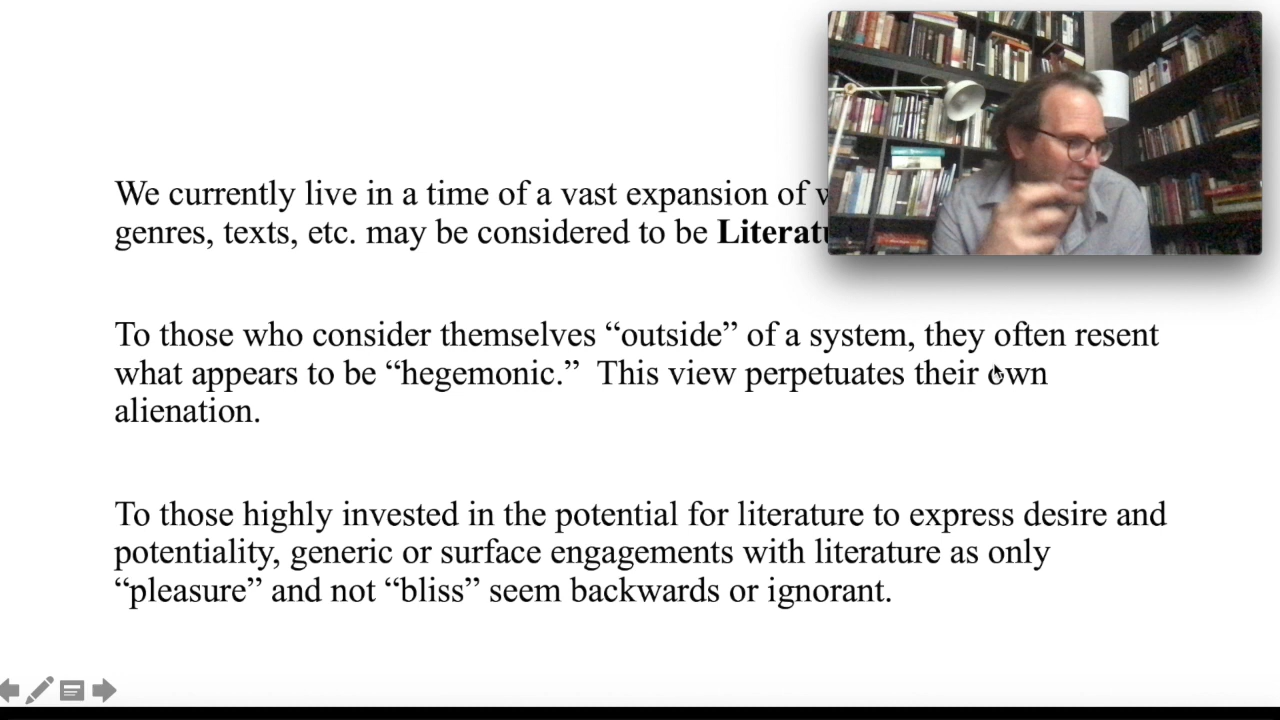 We currently live in a time of a vast expansion of
genres, texts, etc. may be considered to be
To those who consider themselves “outside” of a system, they often resent
what appears to be “hegemonic.”  This view perpetuates their own
alienation.
To those highly invested in the potential for literature to express desire and
potentiality, generic or surface engagements with literature as only
“pleasure” and not “bliss” seem backwards or ignorant.